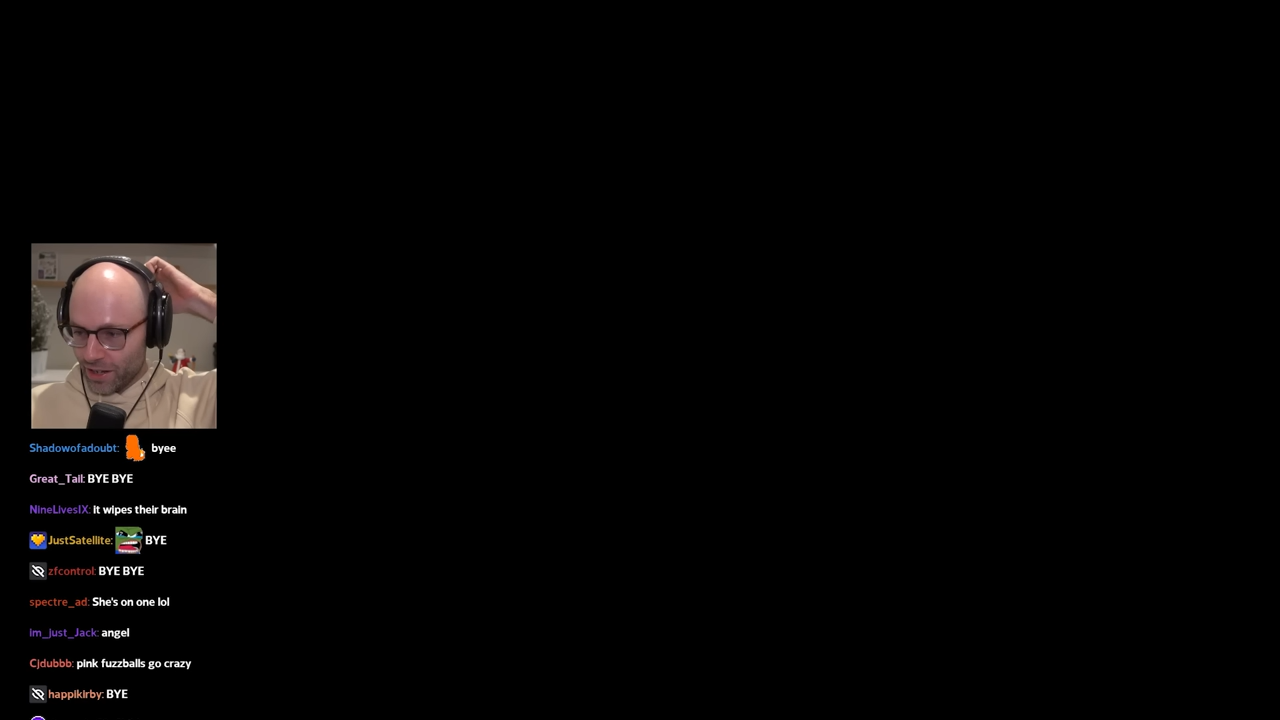 Shadowofadoubt: byee
Great_Tail: BYE BYE
NineLivesIX: it wipes their brain
JustSatellite: BYE
zfcontrol: BYE BYE
spectre_ad: She's on one lol
im_just_Jack: angel
Cjdubbb: pink fuzzballs go crazy
happikirby: BYE